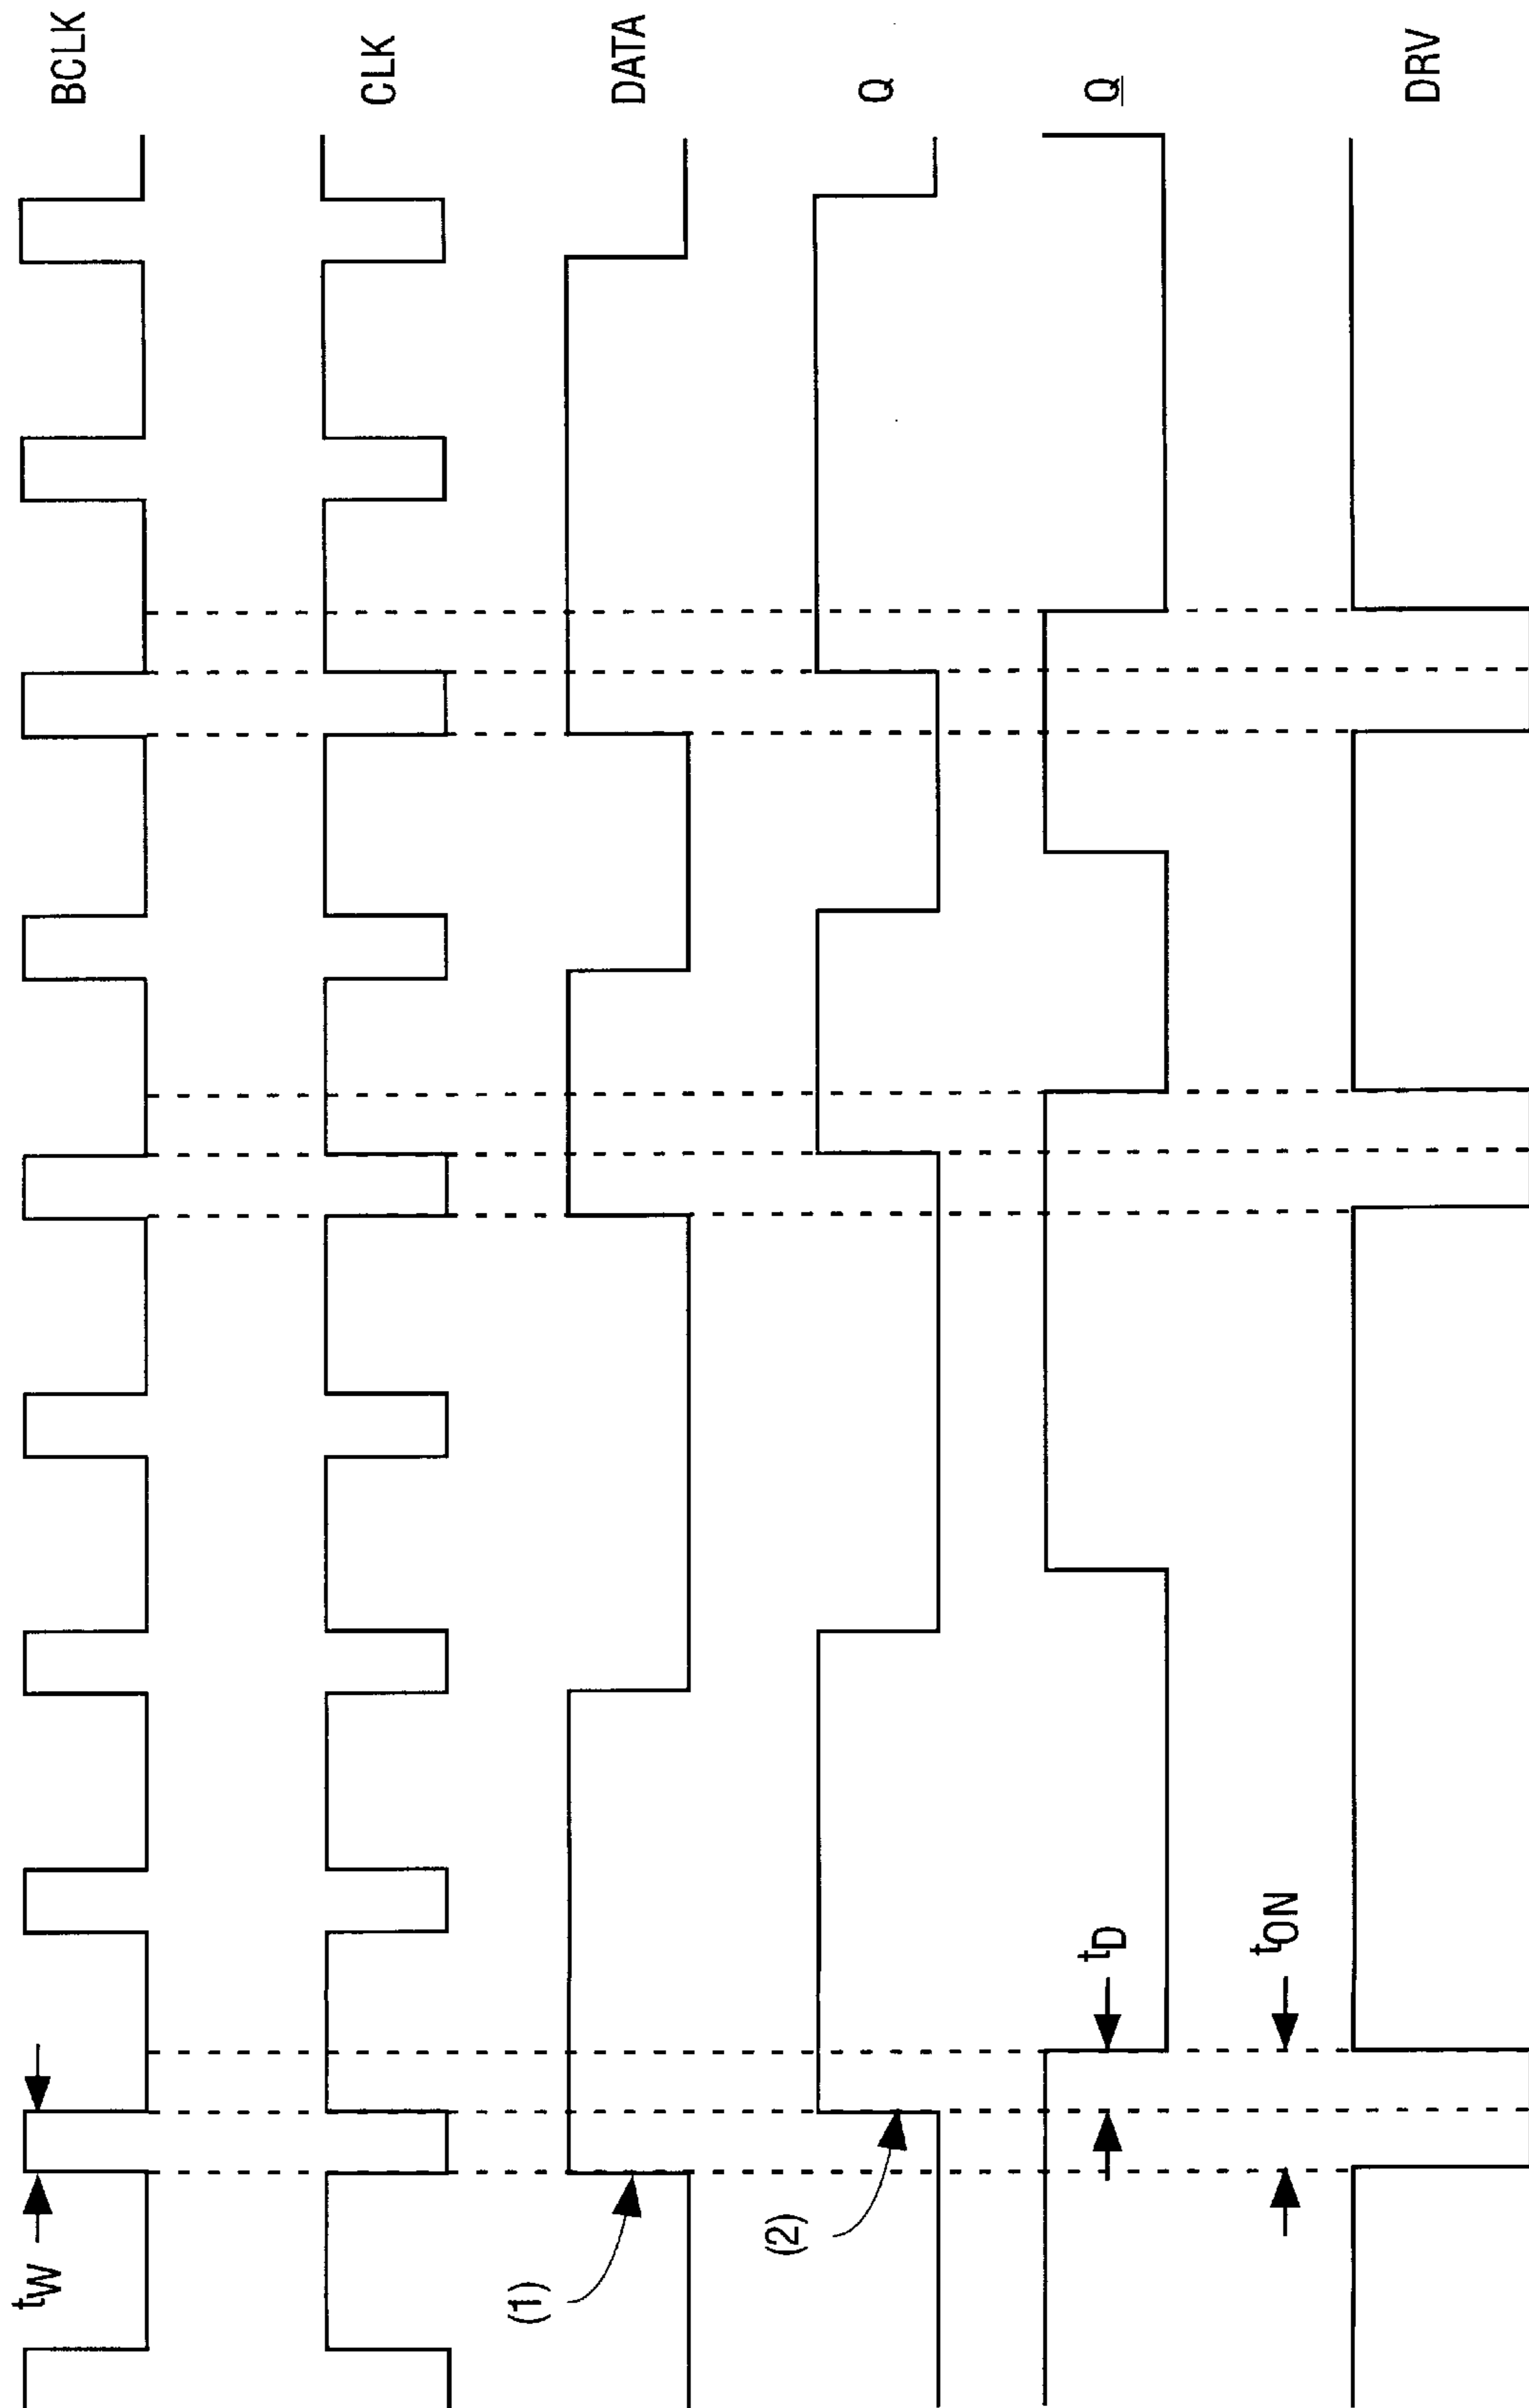 BCLK
CLK
DATA
Q
Q
DRV
tW
(1)
(2)
tD
tON